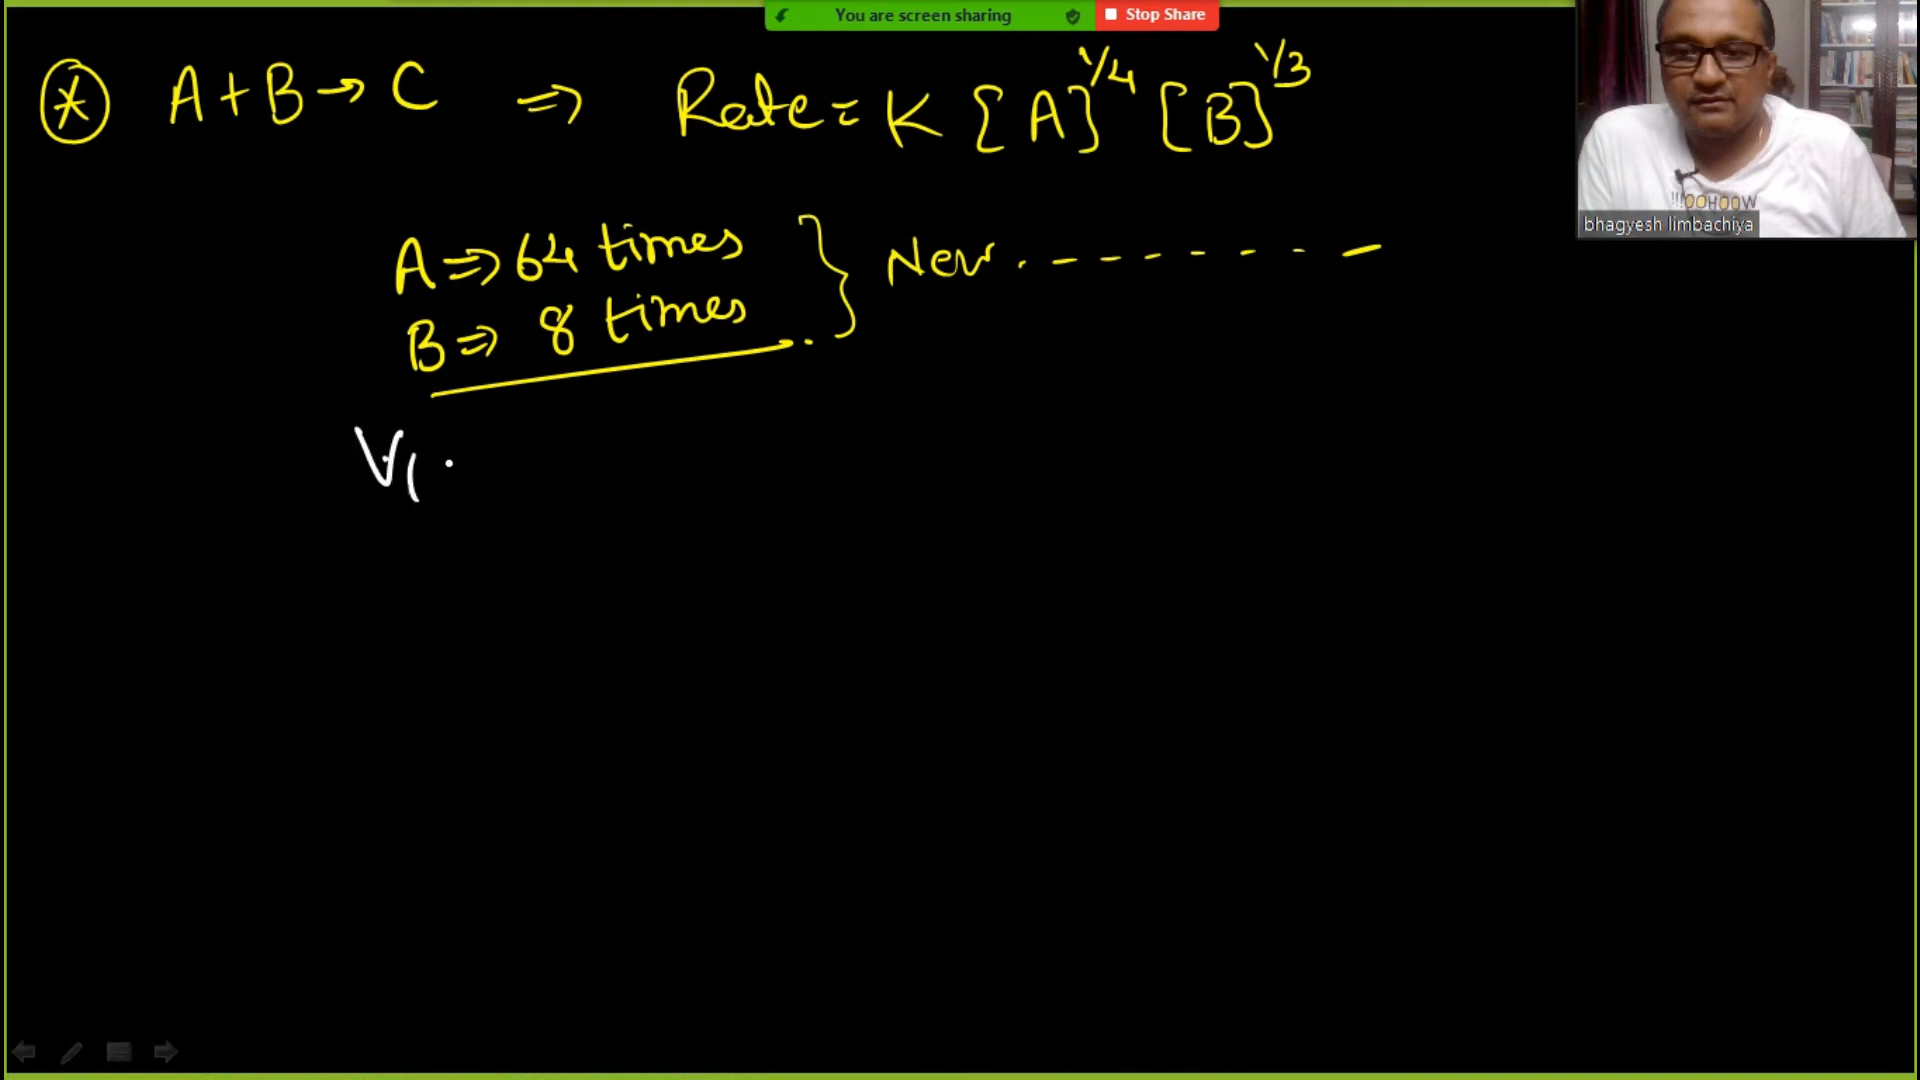 You are screen sharing Stop Share
A+B→C ⇒ Rate = K [A]^1/4 [B]^1/3
WOOHOO!!!
bhagyesh limbachiya
A ⇒ 64 times } New . - - - - - - -
B ⇒ 8 times
V1 .